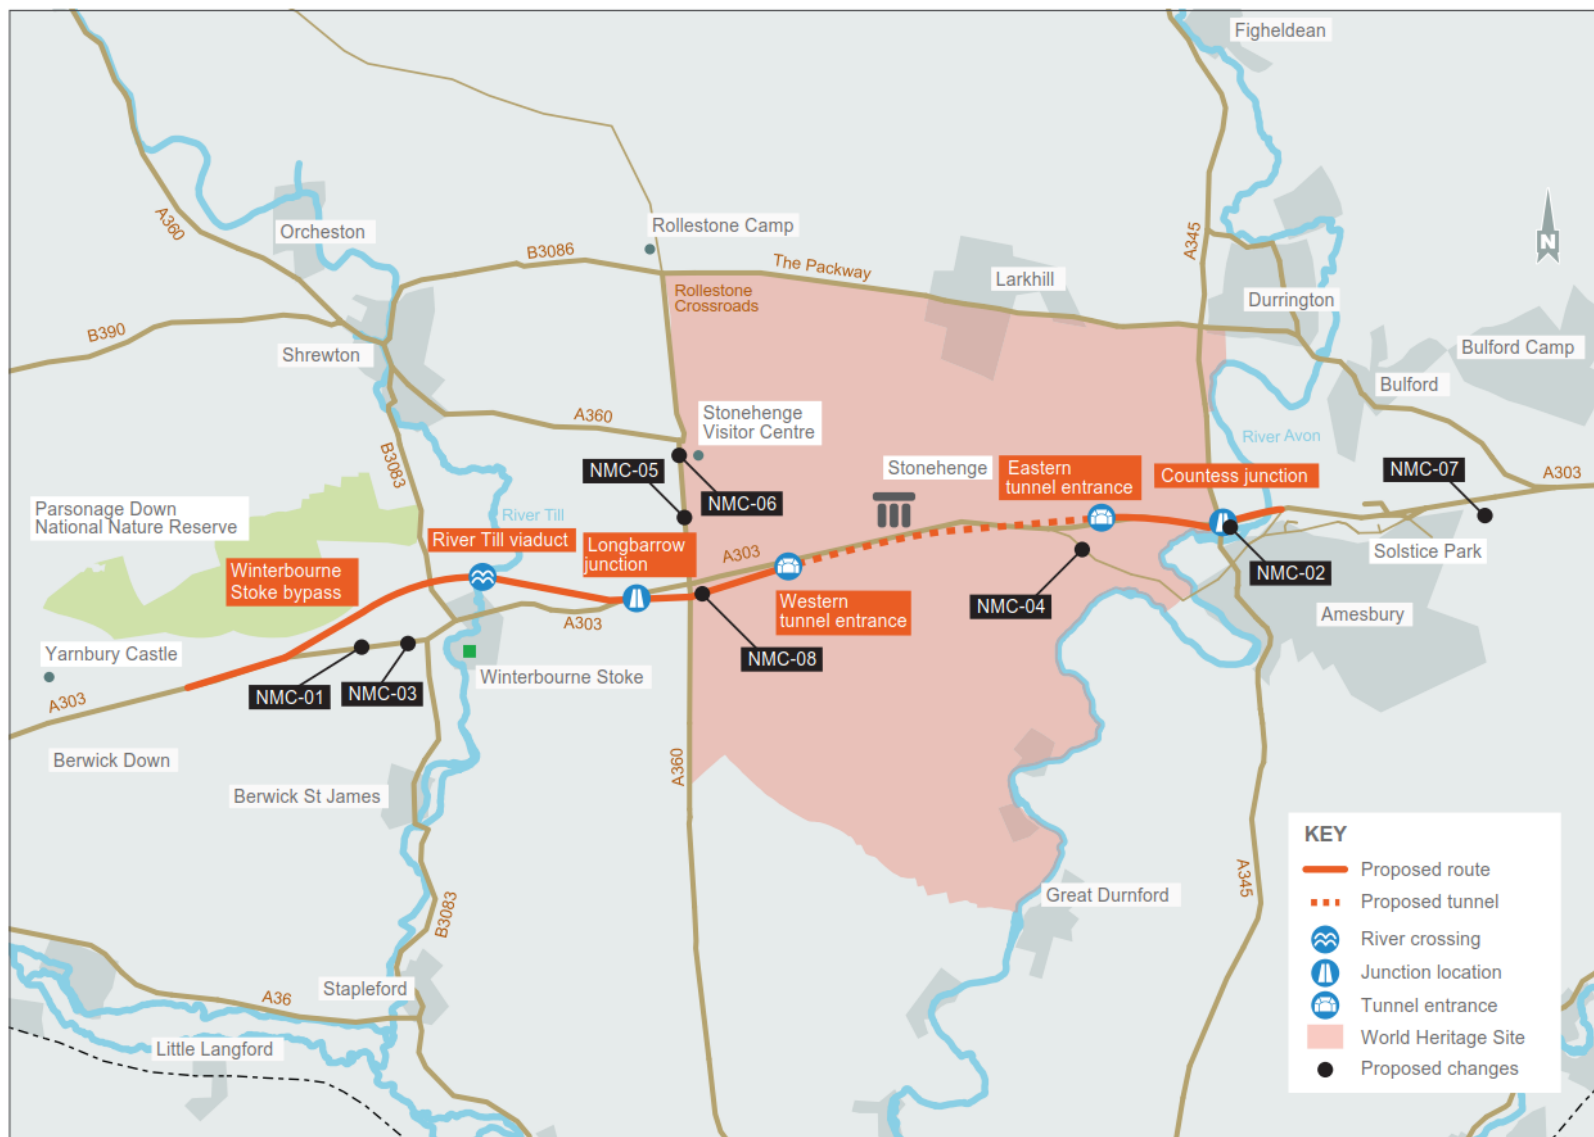 Figheldean
A360
Orcheston
Rollestone Camp
B3086
The Packway
A345
Larkhill
Durrington
Rollestone
Crossroads
B390
Shrewton
Bulford Camp
Bulford
A360
Stonehenge
Visitor Centre
River Avon
B3083
NMC-05
NMC-06
Stonehenge
Eastern
tunnel entrance
Countess junction
NMC-07
A303
Parsonage Down
National Nature Reserve
River Till
River Till viaduct
Longbarrow
junction
A303
Solstice Park
NMC-02
Winterbourne
Stoke bypass
Western
tunnel entrance
NMC-04
Amesbury
A303
Yarnbury Castle
NMC-08
Winterbourne Stoke
NMC-01
NMC-03
A303
Berwick Down
A360
Berwick St James
B3083
Great Durnford
A345
Stapleford
A36
Little Langford
N
KEY
Proposed route
Proposed tunnel
River crossing
Junction location
Tunnel entrance
World Heritage Site
Proposed changes